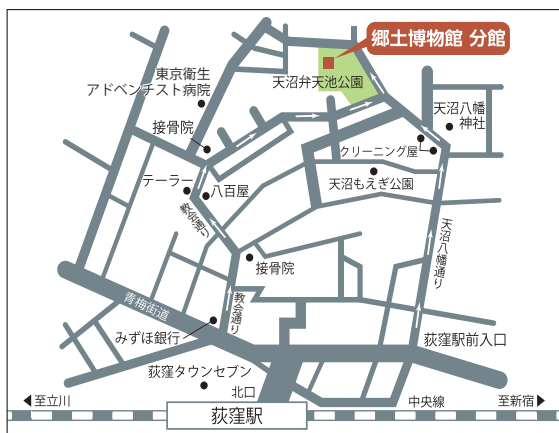 郷土博物館 分館
東京衛生
アドベンチスト病院
天沼弁天池公園
天沼八幡
神社
接骨院
クリーニング屋
テーラー
八百屋
天沼もえぎ公園
教会通り
天沼八幡通り
接骨院
青梅街道
教会通り
みずほ銀行
荻窪駅前入口
荻窪タウンセブン
北口
至立川
荻窪駅
中央線
至新宿